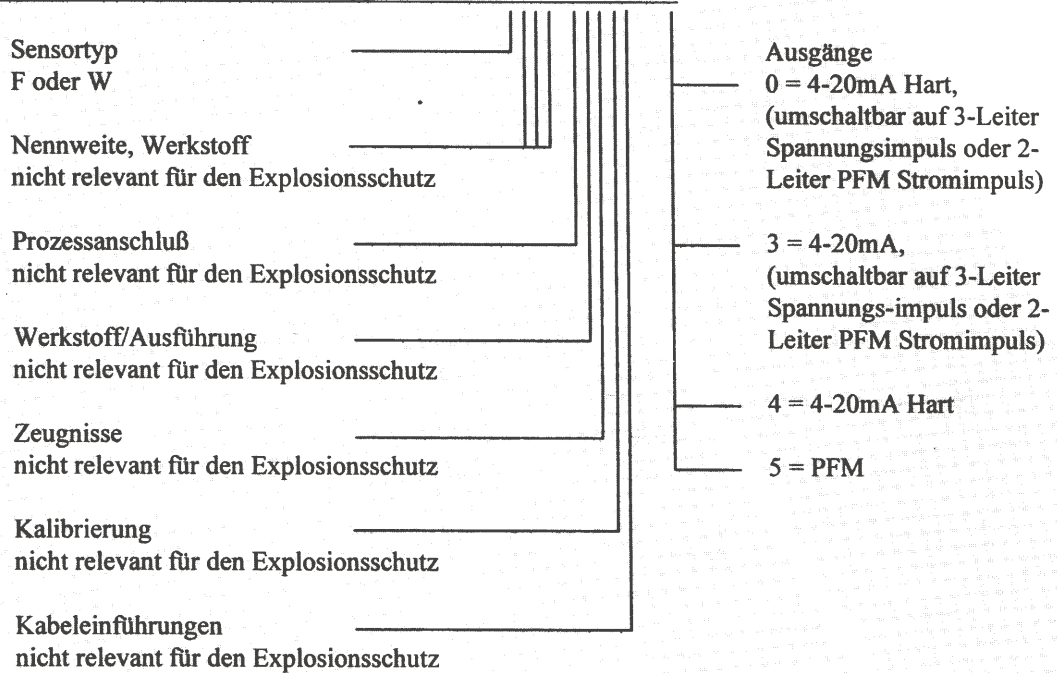 Sensortyp
F oder W
Nennweite, Werkstoff
nicht relevant für den Explosionsschutz
Prozessanschluß
nicht relevant für den Explosionsschutz
Werkstoff/Ausführung
nicht relevant für den Explosionsschutz
Zeugnisse
nicht relevant für den Explosionsschutz
Kalibrierung
nicht relevant für den Explosionsschutz
Kabeleinführungen
nicht relevant für den Explosionsschutz
Ausgänge
0 = 4-20mA Hart,
(umschaltbar auf 3-Leiter
Spannungsimpuls oder 2-
Leiter PFM Stromimpuls)
3 = 4-20mA,
(umschaltbar auf 3-Leiter
Spannungs-impuls oder 2-
Leiter PFM Stromimpuls)
4 = 4-20mA Hart
5 = PFM